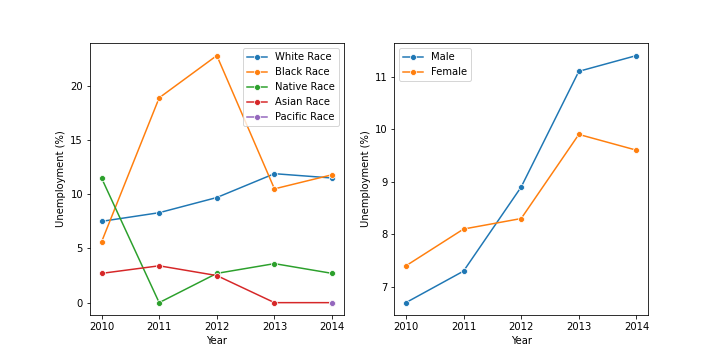 White Race
Black Race
Native Race
Asian Race
Pacific Race
Unemployment (%)
20
15
10
5
0
2010 2011 2012 2013 2014
Year
Male
Female
Unemployment (%)
11
10
9
8
7
2010 2011 2012 2013 2014
Year